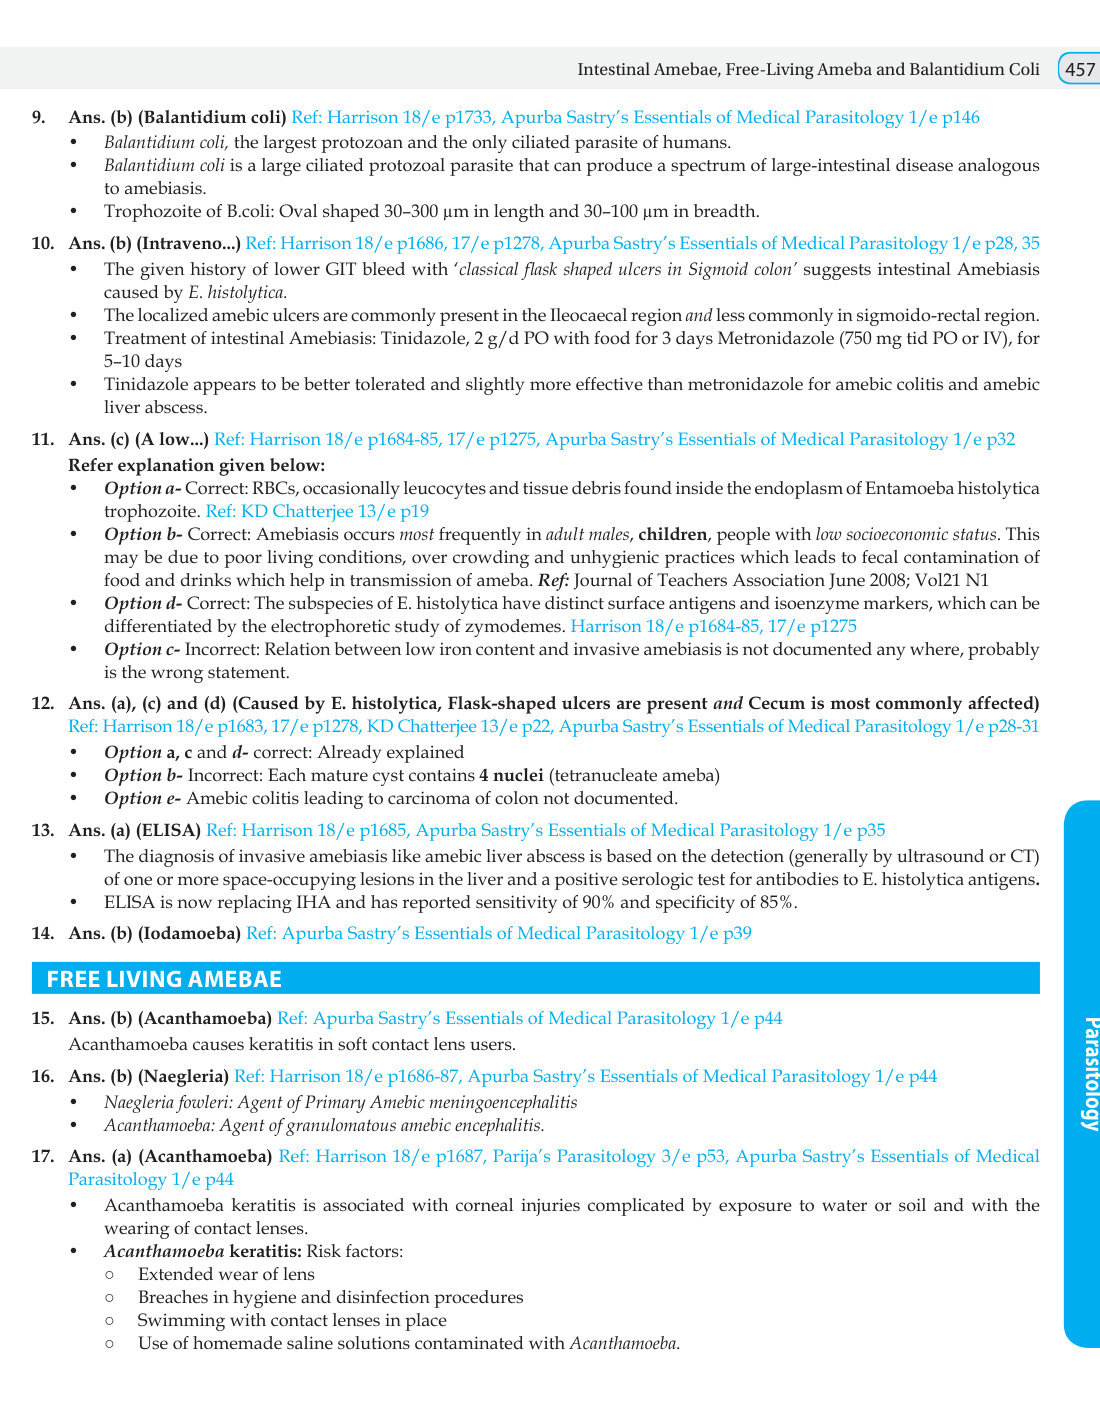 Intestinal Amebae, Free-Living Ameba and Balantidium Coli 457
9. Ans. (b) (Balantidium coli) Ref: Harrison 18/e p1733, Apurba Sastry's Essentials of Medical Parasitology 1/e p146
• Balantidium coli, the largest protozoan and the only ciliated parasite of humans.
• Balantidium coli is a large ciliated protozoal parasite that can produce a spectrum of large-intestinal disease analogous
to amebiasis.
• Trophozoite of B.coli: Oval shaped 30–300 µm in length and 30–100 µm in breadth.
10. Ans. (b) (Intraveno...) Ref: Harrison 18/e p1686, 17/e p1278, Apurba Sastry's Essentials of Medical Parasitology 1/e p28, 35
• The given history of lower GIT bleed with 'classical flask shaped ulcers in Sigmoid colon' suggests intestinal Amebiasis
caused by E. histolytica.
• The localized amebic ulcers are commonly present in the Ileocaecal region and less commonly in sigmoido-rectal region.
• Treatment of intestinal Amebiasis: Tinidazole, 2 g/d PO with food for 3 days Metronidazole (750 mg tid PO or IV), for
5–10 days
• Tinidazole appears to be better tolerated and slightly more effective than metronidazole for amebic colitis and amebic
liver abscess.
11. Ans. (c) (A low...) Ref: Harrison 18/e p1684-85, 17/e p1275, Apurba Sastry's Essentials of Medical Parasitology 1/e p32
Refer explanation given below:
• Option a- Correct: RBCs, occasionally leucocytes and tissue debris found inside the endoplasm of Entamoeba histolytica
trophozoite. Ref: KD Chatterjee 13/e p19
• Option b- Correct: Amebiasis occurs most frequently in adult males, children, people with low socioeconomic status. This
may be due to poor living conditions, over crowding and unhygienic practices which leads to fecal contamination of
food and drinks which help in transmission of ameba. Ref: Journal of Teachers Association June 2008; Vol21 N1
• Option d- Correct: The subspecies of E. histolytica have distinct surface antigens and isoenzyme markers, which can be
differentiated by the electrophoretic study of zymodemes. Harrison 18/e p1684-85, 17/e p1275
• Option c- Incorrect: Relation between low iron content and invasive amebiasis is not documented any where, probably
is the wrong statement.
12. Ans. (a), (c) and (d) (Caused by E. histolytica, Flask-shaped ulcers are present and Cecum is most commonly affected)
Ref: Harrison 18/e p1683, 17/e p1278, KD Chatterjee 13/e p22, Apurba Sastry's Essentials of Medical Parasitology 1/e p28-31
• Option a, c and d- correct: Already explained
• Option b- Incorrect: Each mature cyst contains 4 nuclei (tetranucleate ameba)
• Option e- Amebic colitis leading to carcinoma of colon not documented.
13. Ans. (a) (ELISA) Ref: Harrison 18/e p1685, Apurba Sastry's Essentials of Medical Parasitology 1/e p35
• The diagnosis of invasive amebiasis like amebic liver abscess is based on the detection (generally by ultrasound or CT)
of one or more space-occupying lesions in the liver and a positive serologic test for antibodies to E. histolytica antigens.
• ELISA is now replacing IHA and has reported sensitivity of 90% and specificity of 85%.
14. Ans. (b) (Iodamoeba) Ref: Apurba Sastry's Essentials of Medical Parasitology 1/e p39
FREE LIVING AMEBAE
15. Ans. (b) (Acanthamoeba) Ref: Apurba Sastry's Essentials of Medical Parasitology 1/e p44
Acanthamoeba causes keratitis in soft contact lens users.
16. Ans. (b) (Naegleria) Ref: Harrison 18/e p1686-87, Apurba Sastry's Essentials of Medical Parasitology 1/e p44
• Naegleria fowleri: Agent of Primary Amebic meningoencephalitis
• Acanthamoeba: Agent of granulomatous amebic encephalitis.
17. Ans. (a) (Acanthamoeba) Ref: Harrison 18/e p1687, Parija's Parasitology 3/e p53, Apurba Sastry's Essentials of Medical
Parasitology 1/e p44
• Acanthamoeba keratitis is associated with corneal injuries complicated by exposure to water or soil and with the
wearing of contact lenses.
• Acanthamoeba keratitis: Risk factors:
○ Extended wear of lens
○ Breaches in hygiene and disinfection procedures
○ Swimming with contact lenses in place
○ Use of homemade saline solutions contaminated with Acanthamoeba.
Parasitology